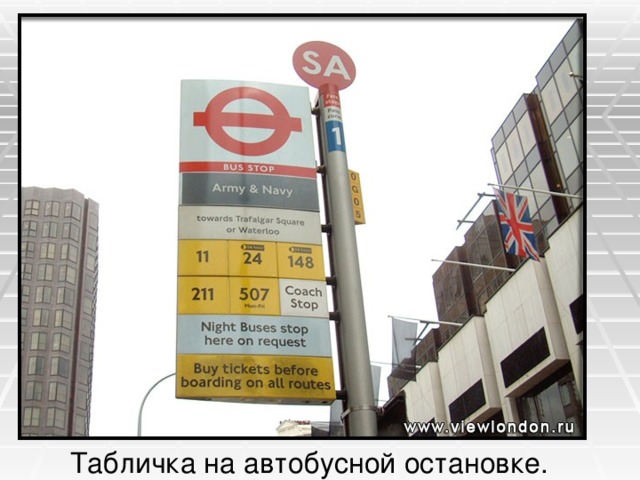 SA
1
BUS STOP
Army & Navy
towards Trafalgar Square
or Waterloo
11 24 148
211 507 Coach
Mon-Fri Stop
Night Buses stop
here on request
Buy tickets before
boarding on all routes
www.viewlondon.ru
Табличка на автобусной остановке.